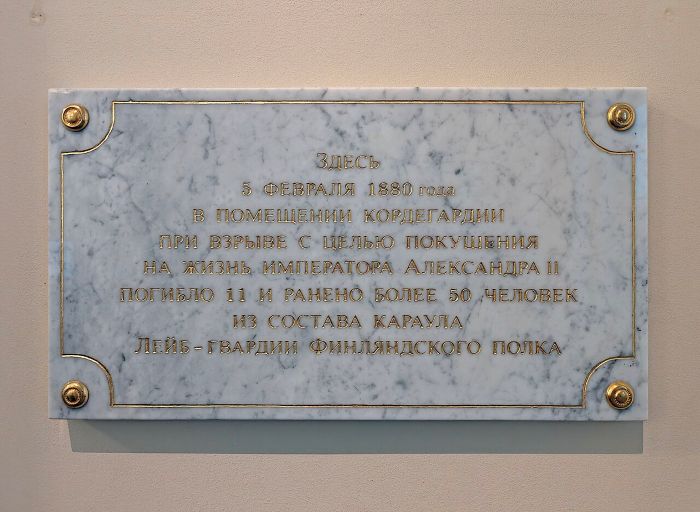 Здесь
5 февраля 1880 года
в помещении кордегардии
при взрыве с целью покушения
на жизнь императора Александра II
погибло 11 и ранено более 50 человек
из состава караула
Лейб-гвардии Финляндского полка